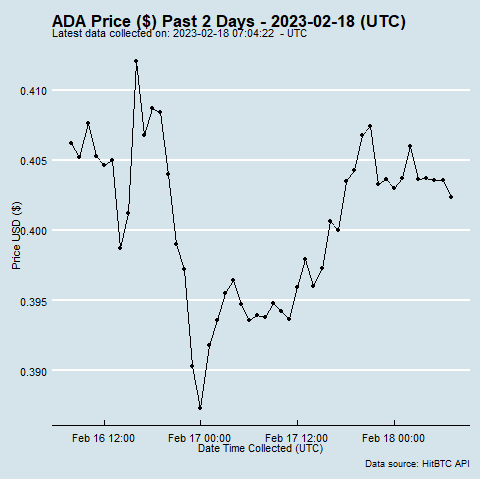 ADA Price ($) Past 2 Days - 2023-02-18 (UTC)
Latest data collected on: 2023-02-18 07:04:22 - UTC
0.410
0.405
0.400
0.395
0.390
Price USD ($)
Feb 16 12:00 Feb 17 00:00 Feb 17 12:00 Feb 18 00:00
Date Time Collected (UTC)
Data source: HitBTC API